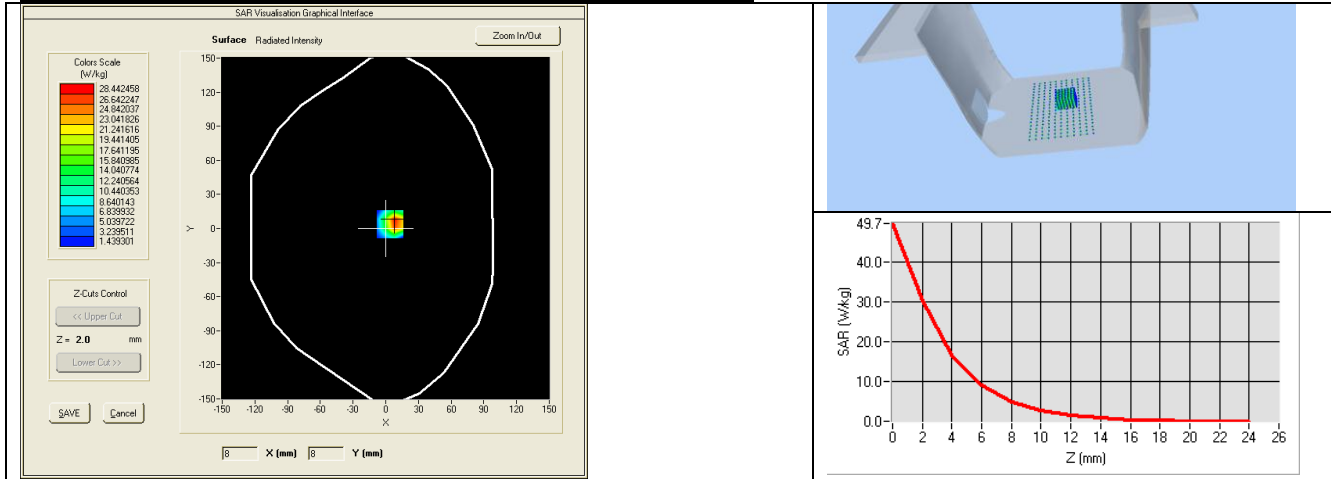 SAR Visualisation Graphical Interface
Surface Radiated Intensity
Zoom In/Out
Colors Scale
(W/kg)
28.442458
26.642247
24.842037
23.041826
21.241616
19.441405
17.641195
15.840985
14.040774
12.240564
10.440353
8.640143
6.839932
5.039722
3.239511
1.439301
Z-Cuts Control
<< Upper Cut
Z = 2.0 mm
Lower Cut >>
SAVE Cancel
150
120
90
60
30
0
-30
-60
-90
-120
-150
Y
-150 -120 -90 -60 -30 0 30 60 90 120 150
X
8 X (mm) 8 Y (mm)
49.7
40.0
30.0
20.0
10.0
0.0
SAR (W/kg)
0 2 4 6 8 10 12 14 16 18 20 22 24 26
Z (mm)